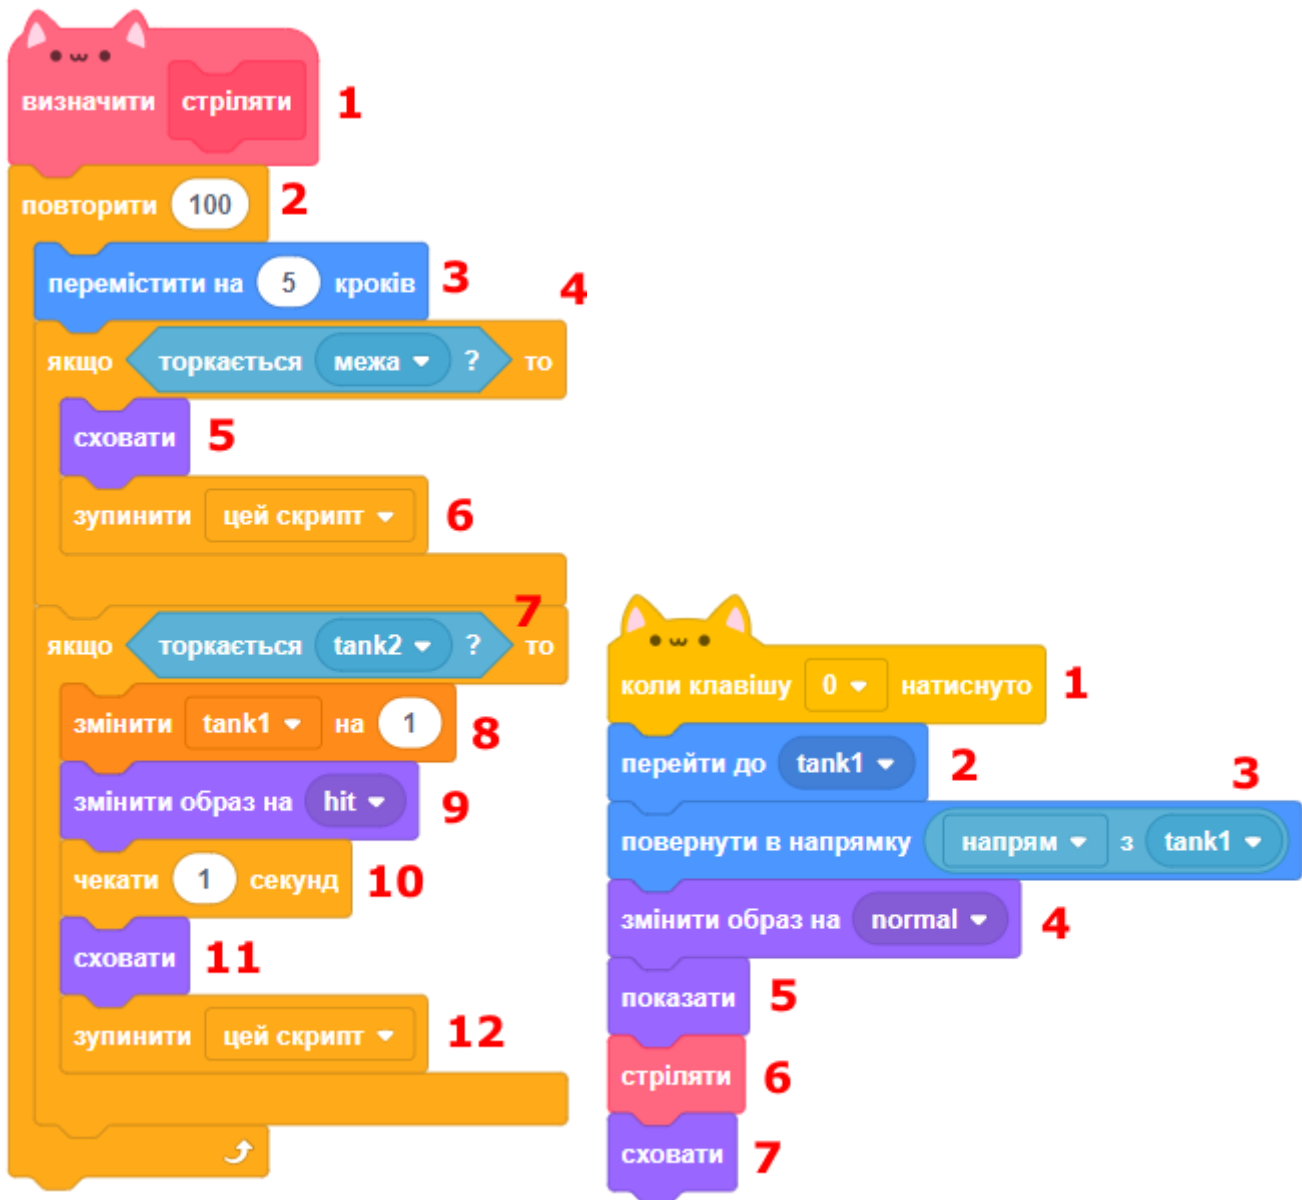 визначити стріляти 1
повторити 100 2
перемістити на 5 кроків 3
4
якщо торкається межа ? то
сховати 5
зупинити цей скрипт 6
7
якщо торкається tank2 ? то
змінити tank1 на 1 8
змінити образ на hit 9
чекати 1 секунд 10
сховати 11
зупинити цей скрипт 12
коли клавішу 0 натиснуто 1
перейти до tank1 2
3
повернути в напрямку напрям з tank1
змінити образ на normal 4
показати 5
стріляти 6
сховати 7